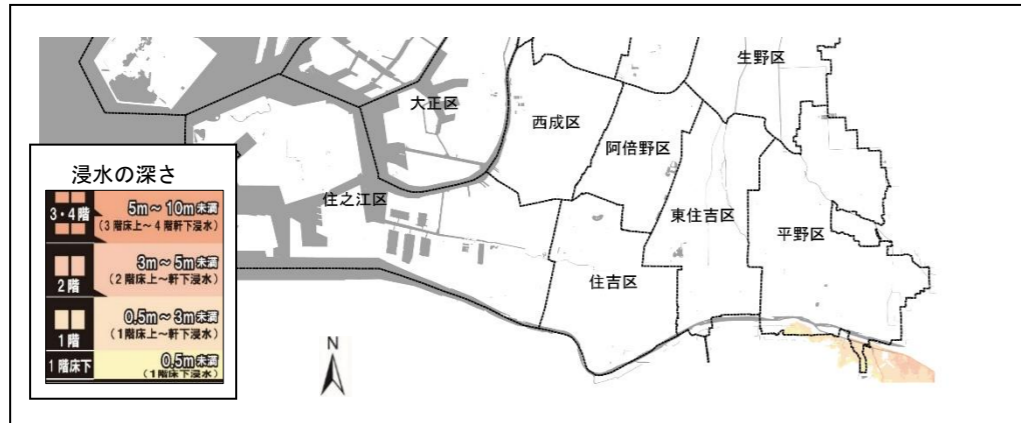 生野区
大正区
西成区
阿倍野区
住之江区
東住吉区
平野区
住吉区
浸水の深さ
3・4階
5m～10m未満
(3階床上～4階軒下浸水)
2階
3m～5m未満
(2階床上～軒下浸水)
1階
0.5m～3m未満
(1階床上～軒下浸水)
1階床下
0.5m未満
(1階床下浸水)
N